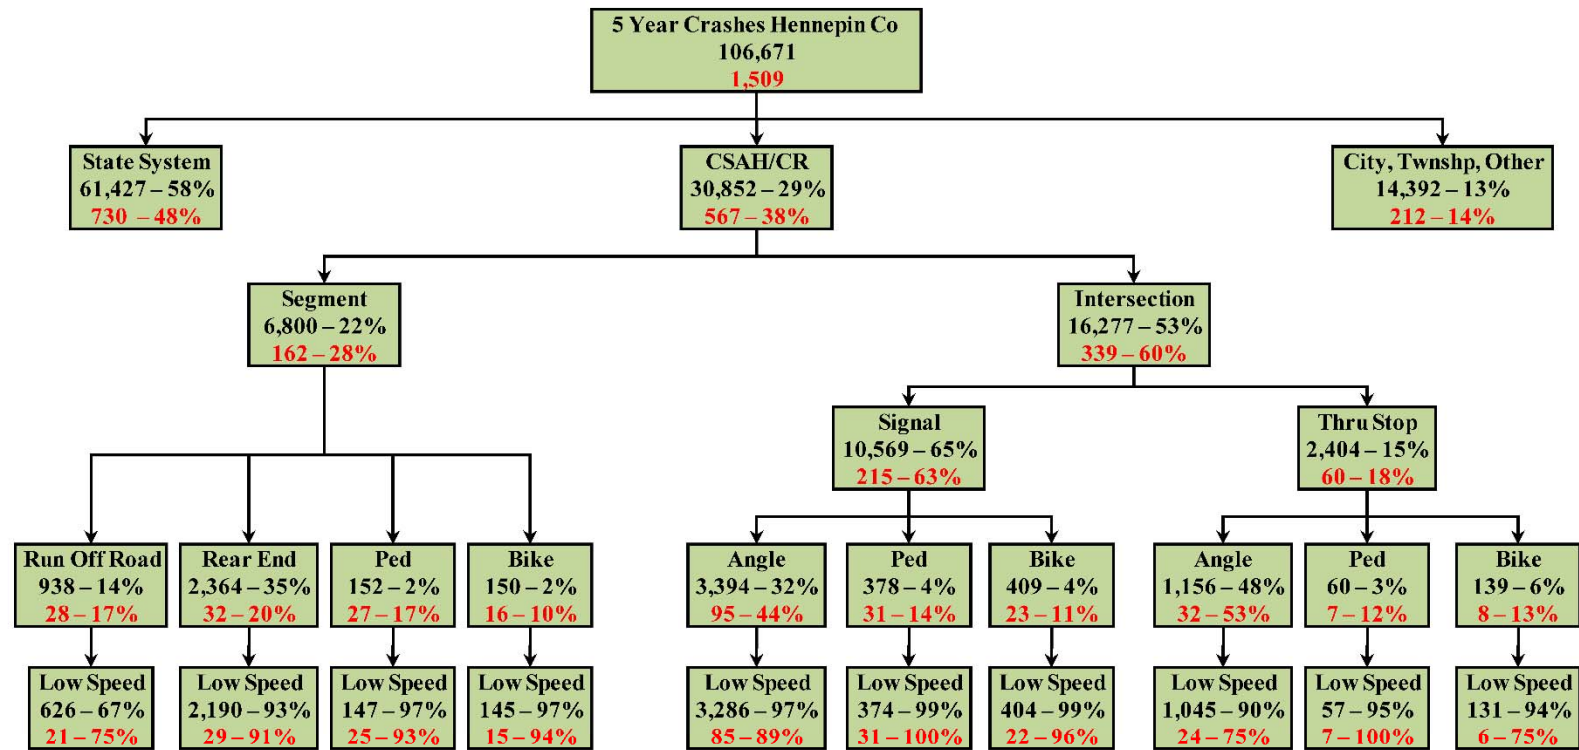 5 Year Crashes Hennepin Co
106,671
1,509
State System
61,427 – 58%
730 – 48%
CSAH/CR
30,852 – 29%
567 – 38%
City, Twnshp, Other
14,392 – 13%
212 – 14%
Segment
6,800 – 22%
162 – 28%
Intersection
16,277 – 53%
339 – 60%
Signal
10,569 – 65%
215 – 63%
Thru Stop
2,404 – 15%
60 – 18%
Run Off Road
938 – 14%
28 – 17%
Rear End
2,364 – 35%
32 – 20%
Ped
152 – 2%
27 – 17%
Bike
150 – 2%
16 – 10%
Angle
3,394 – 32%
95 – 44%
Ped
378 – 4%
31 – 14%
Bike
409 – 4%
23 – 11%
Angle
1,156 – 48%
32 – 53%
Ped
60 – 3%
7 – 12%
Bike
139 – 6%
8 – 13%
Low Speed
626 – 67%
21 – 75%
Low Speed
2,190 – 93%
29 – 91%
Low Speed
147 – 97%
25 – 93%
Low Speed
145 – 97%
15 – 94%
Low Speed
3,286 – 97%
85 – 89%
Low Speed
374 – 99%
31 – 100%
Low Speed
404 – 99%
22 – 96%
Low Speed
1,045 – 90%
24 – 75%
Low Speed
57 – 95%
7 – 100%
Low Speed
131 – 94%
6 – 75%